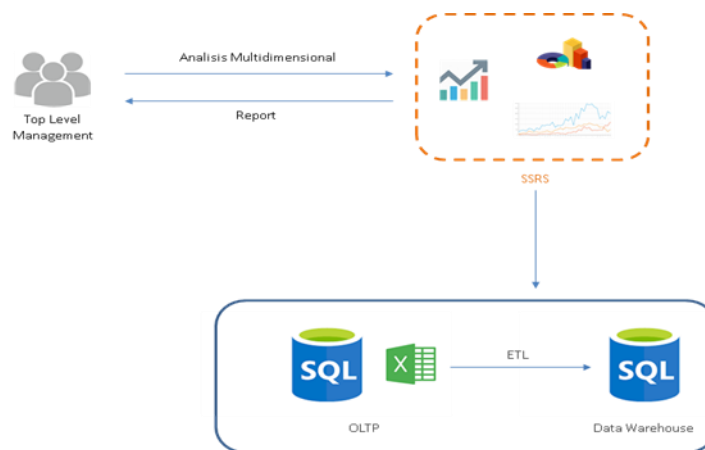 Analisis Multidimensional
Report
Top Level
Management
SSRS
SQL
X
ETL
SQL
OLTP
Data Warehouse